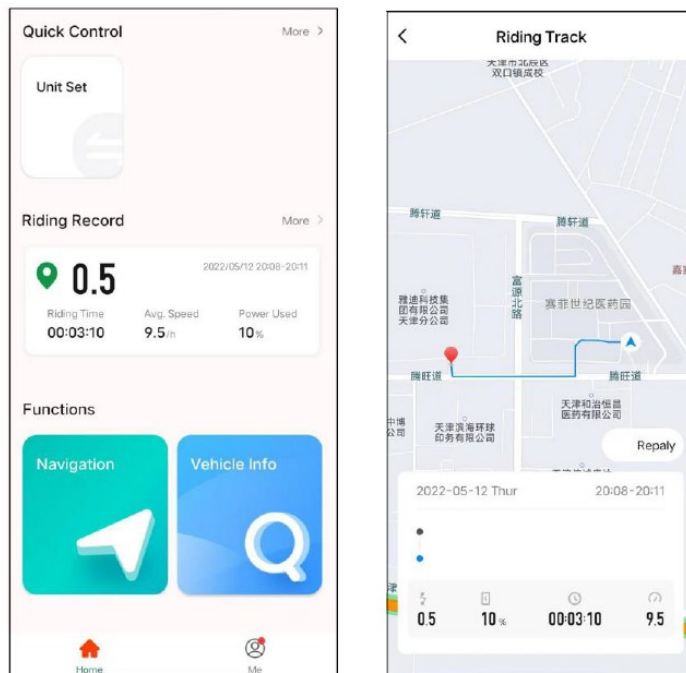 Quick Control
More >
Unit Set
Riding Record
More >
0.5
2022/05/12 20:08-20:11
Riding Time
Avg. Speed
Power Used
00:03:10
9.5/h
10%
Functions
Navigation
Vehicle Info
Home
Me
Riding Track
天津市北辰区
双口镇成校
腾轩道
腾轩道
富源北路
雅迪科技集
团有限公司
天津分公司
赛菲世纪医药园
腾旺道
腾旺道
天津和治恒昌
医药有限公司
中博
公司
天津滨海环球
印务有限公司
Repaly
2022-05-12 Thur
20:08-20:11
津
0.5
10%
00:03:10
9.5